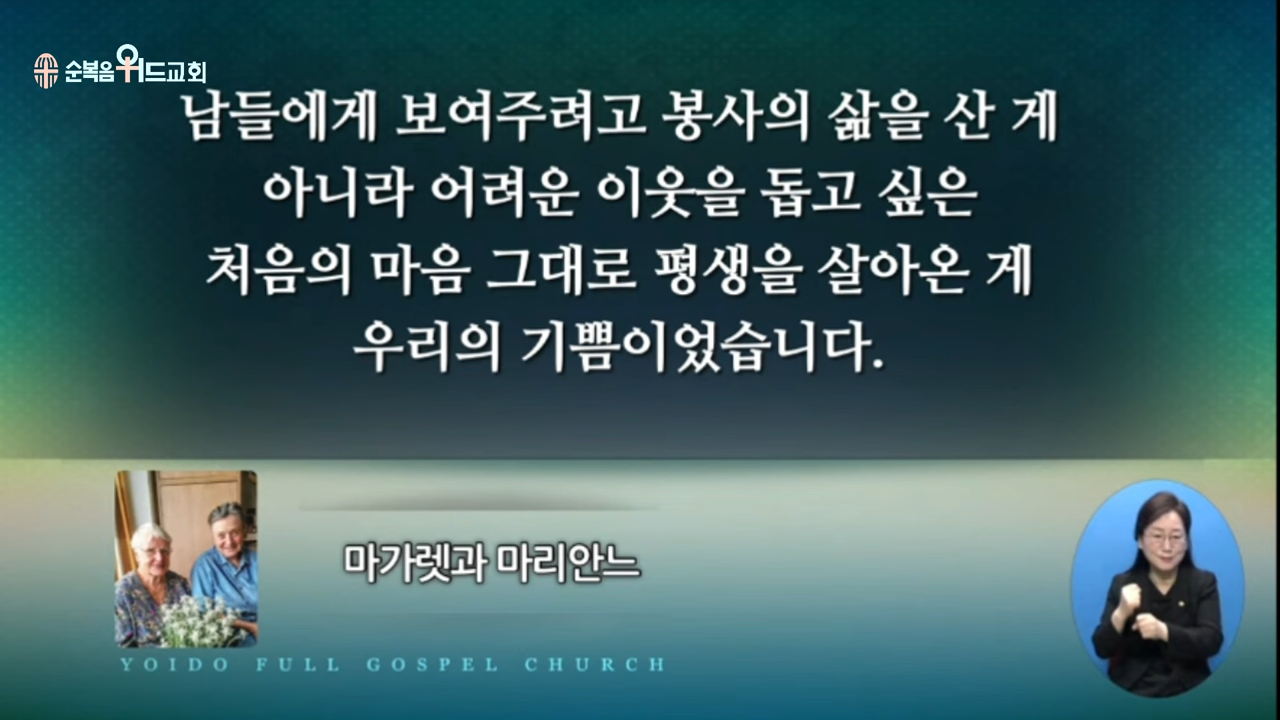 순복음위드교회
남들에게 보여주려고 봉사의 삶을 산 게
아니라 어려운 이웃을 돕고 싶은
처음의 마음 그대로 평생을 살아온 게
우리의 기쁨이었습니다.
마가렛과 마리안느
YOIDO FULL GOSPEL CHURCH